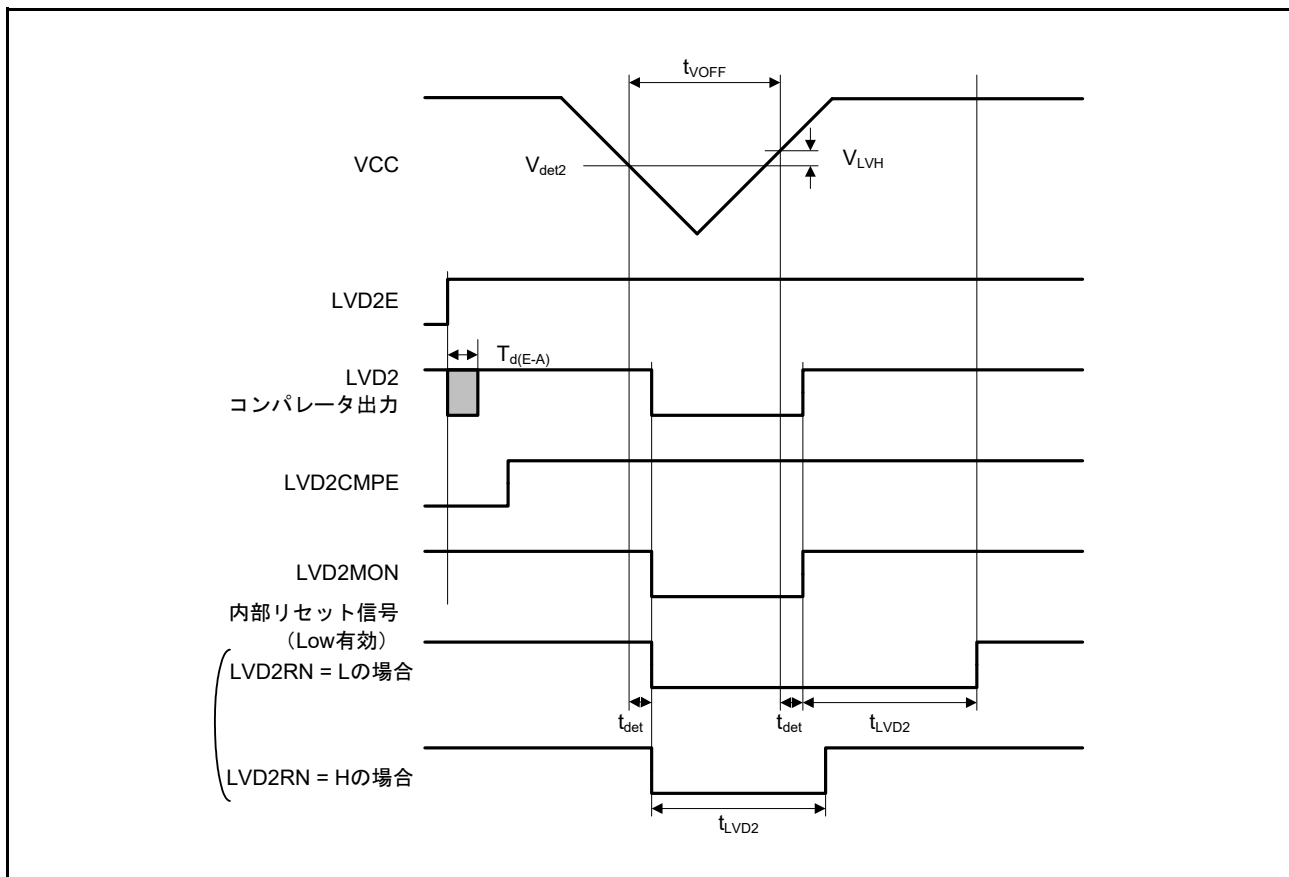 tVOFF
VCC
Vdet2
VLVH
LVD2E
Td(E-A)
LVD2
コンパレータ出力
LVD2CMPE
LVD2MON
内部リセット信号
（Low有効）
LVD2RN = Lの場合
tdet
tdet
tLVD2
LVD2RN = Hの場合
tLVD2